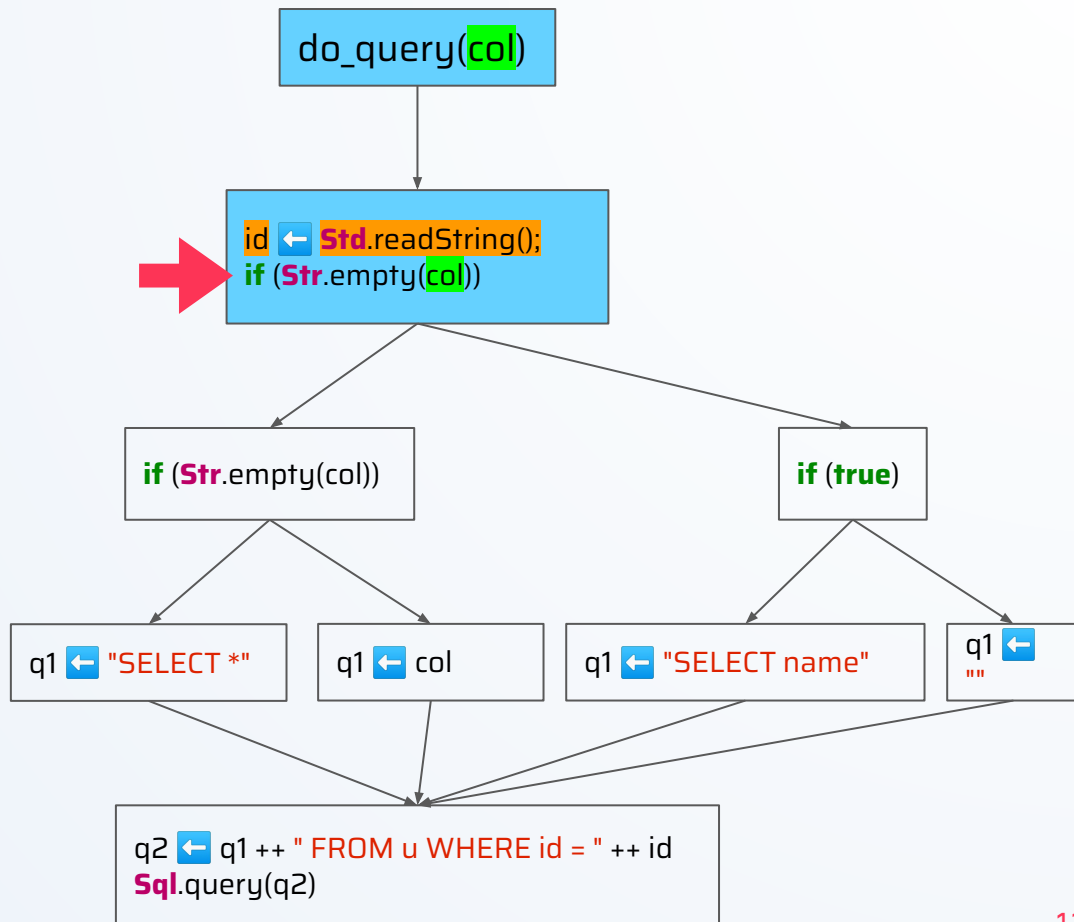 do_query(col)
id ⬅ Std.readString();
if (Str.empty(col))
if (Str.empty(col))
if (true)
q1 ⬅ "SELECT *"
q1 ⬅ col
q1 ⬅ "SELECT name"
q1 ⬅
""
q2 ⬅ q1 ++ " FROM u WHERE id = " ++ id
Sql.query(q2)